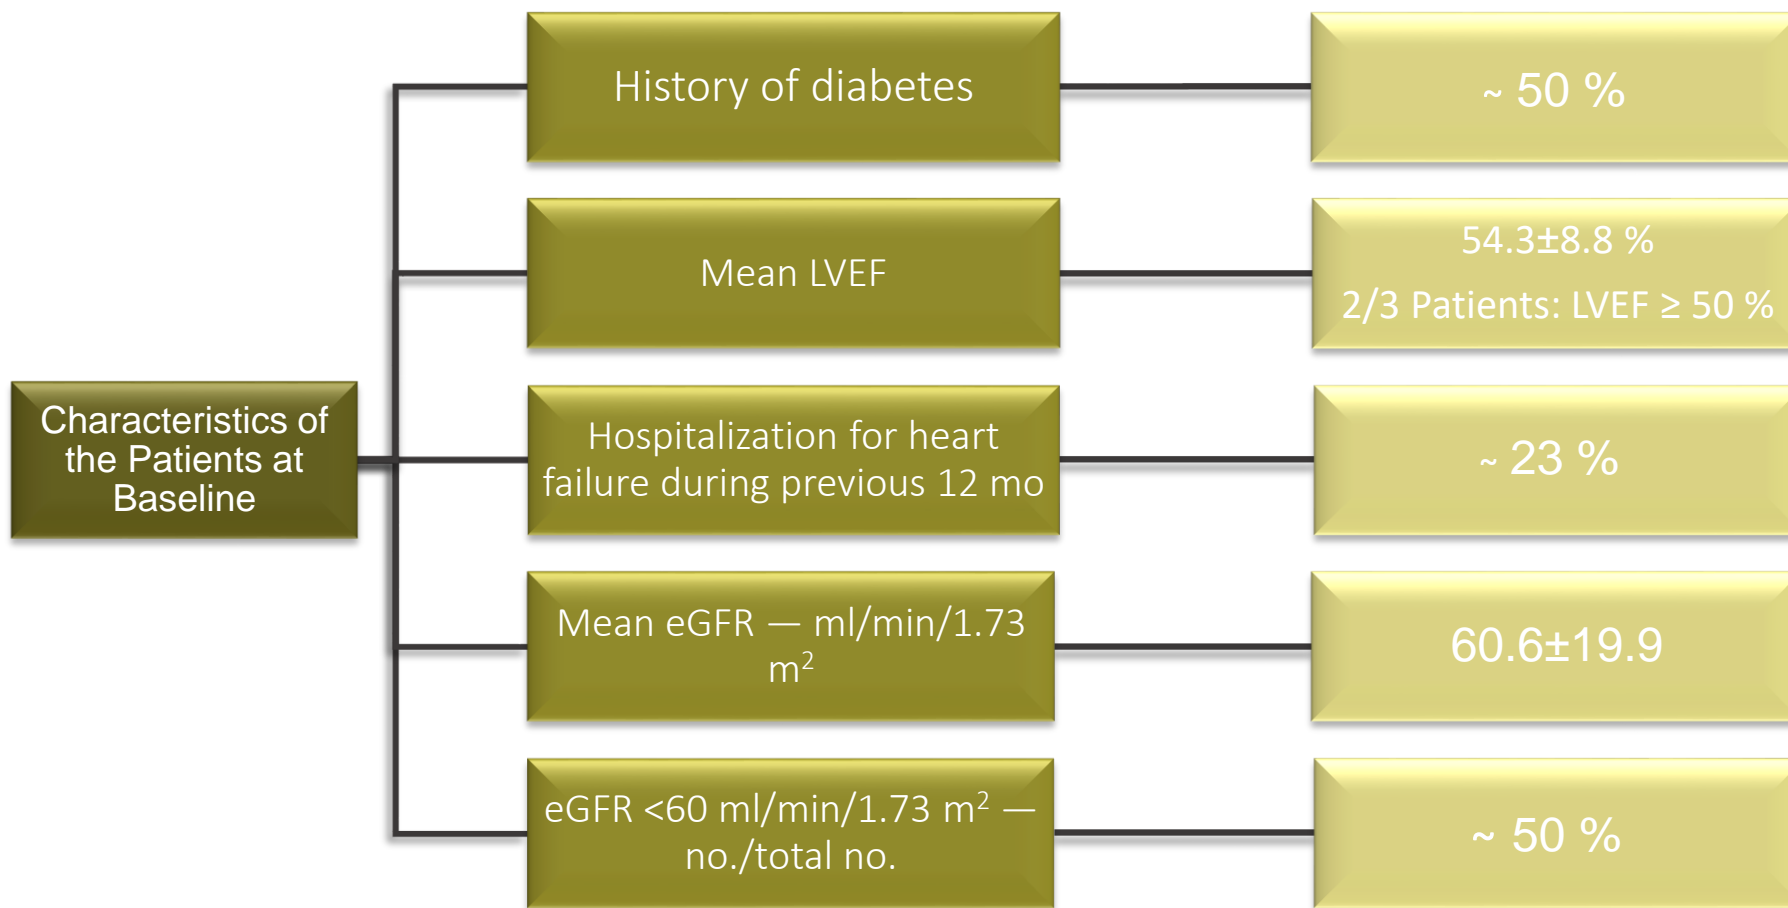 History of diabetes
~ 50 %
Mean LVEF
54.3±8.8 %
2/3 Patients: LVEF ≥ 50 %
Characteristics of
the Patients at
Baseline
Hospitalization for heart
failure during previous 12 mo
~ 23 %
Mean eGFR — ml/min/1.73
m²
60.6±19.9
eGFR <60 ml/min/1.73 m² —
no./total no.
~ 50 %